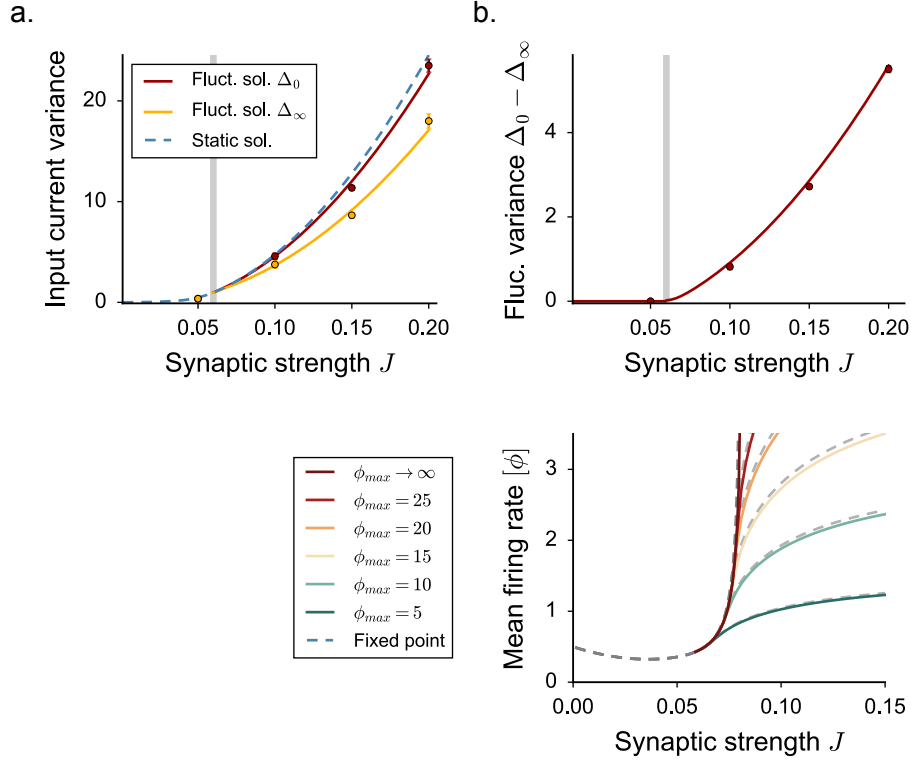 a.
Input current variance
20
10
0
0.05 0.10 0.15 0.20
Synaptic strength J
Fluct. sol. Δ₀
Fluct. sol. Δ∞
Static sol.
b.
Fluc. variance Δ₀ − Δ∞
4
2
0
0.05 0.10 0.15 0.20
Synaptic strength J
ϕmax → ∞
ϕmax = 25
ϕmax = 20
ϕmax = 15
ϕmax = 10
ϕmax = 5
Fixed point
Mean firing rate [ϕ]
3
2
1
0
0.00 0.05 0.10 0.15
Synaptic strength J